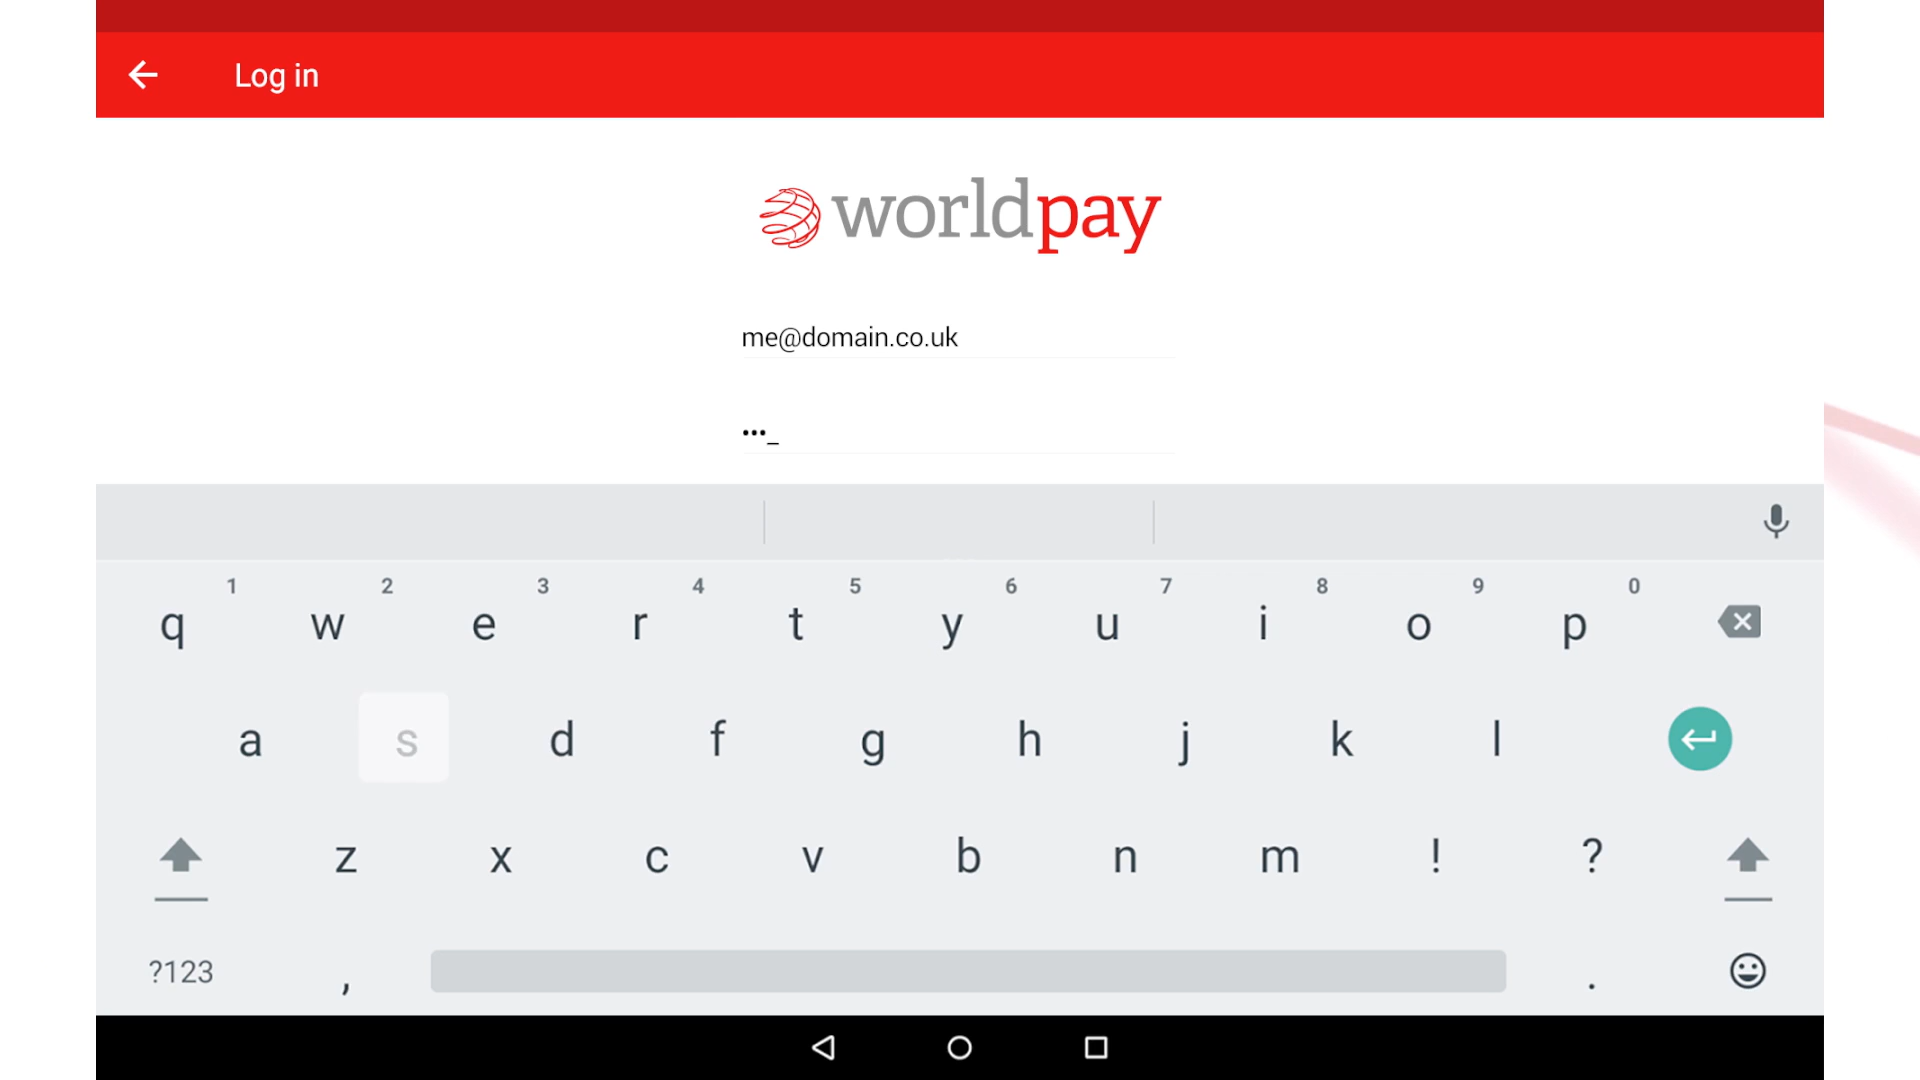 Log in
worldpay
me@domain.co.uk
•••_
1 2 3 4 5 6 7 8 9 0
q w e r t y u i o p
a s d f g h j k l
z x c v b n m ! ?
?123 , .